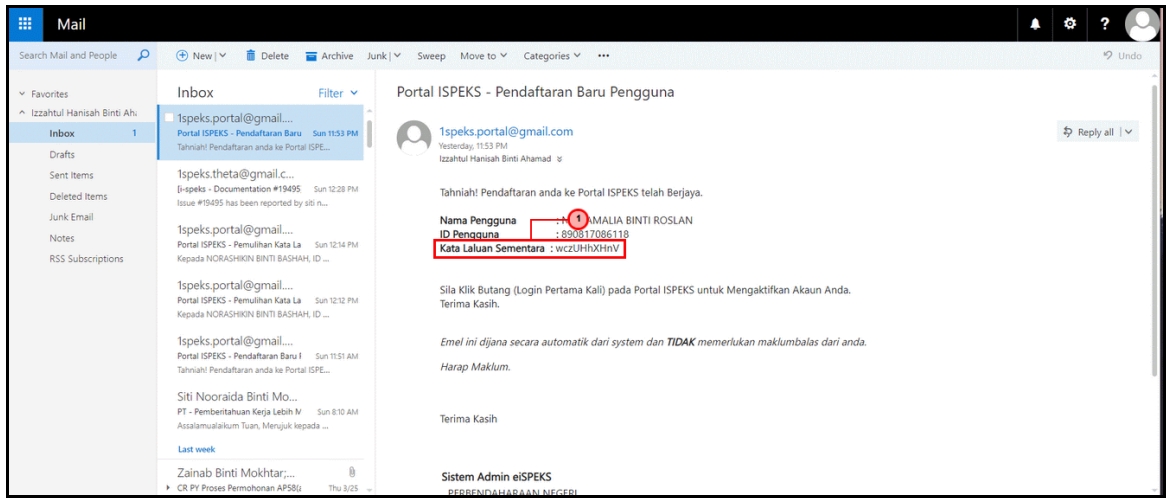 Mail
?
Search Mail and People
New
Delete
Archive
Junk
Sweep
Move to
Categories
Undo
Favorites
Izzahtul Hanisah Binti Aha
Inbox 1
Drafts
Sent Items
Deleted Items
Junk Email
Notes
RSS Subscriptions
Inbox
Filter
1speks.portal@gmail....
Portal ISPEKS - Pendaftaran Baru Sun 11:53 PM
Tahniah! Pendaftaran anda ke Portal ISPE...
1speks.theta@gmail.c...
[i-speks - Documentation #19495 Sun 12:28 PM
Issue #19495 has been reported by siti n...
1speks.portal@gmail....
Portal ISPEKS - Pemulihan Kata La Sun 12:14 PM
Kepada NORASHIKIN BINTI BASHAH, ID ...
1speks.portal@gmail....
Portal ISPEKS - Pemulihan Kata La Sun 12:12 PM
Kepada NORASHIKIN BINTI BASHAH, ID ...
1speks.portal@gmail....
Portal ISPEKS - Pendaftaran Baru Sun 11:51 AM
Tahniah! Pendaftaran anda ke Portal ISPE...
Siti Nooraida Binti Mo...
PT - Pemberitahuan Kerja Lebih Sun 8:10 AM
Assalamualaikum Tuan, Merujuk kepada ...
Last week
Zainab Binti Mokhtar;...
CR PY Proses Permohonan AP58(a Thu 3/25
Portal ISPEKS - Pendaftaran Baru Pengguna
1speks.portal@gmail.com
Yesterday, 11:53 PM
Izzahtul Hanisah Binti Ahamad
Reply all
Tahniah! Pendaftaran anda ke Portal ISPEKS telah Berjaya.
Nama Pengguna : 1 AMALIA BINTI ROSLAN
ID Pengguna : 890817086118
Kata Laluan Sementara : wczUHhXHnV
Sila Klik Butang (Login Pertama Kali) pada Portal ISPEKS untuk Mengaktifkan Akaun Anda.
Terima Kasih.
Emel ini dijana secara automatik dari system dan TIDAK memerlukan maklumbalas dari anda.
Harap Maklum.
Terima Kasih
Sistem Admin eiSPEKS
PERBENDAHARAAN NEGERI